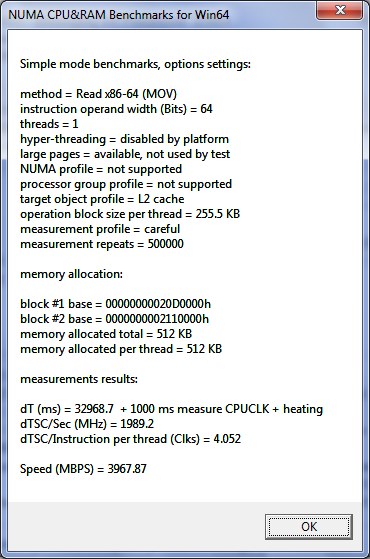 NUMA CPU&RAM Benchmarks for Win64
Simple mode benchmarks, options settings:
method = Read x86-64 (MOV)
instruction operand width (Bits) = 64
threads = 1
hyper-threading = disabled by platform
large pages = available, not used by test
NUMA profile = not supported
processor group profile = not supported
target object profile = L2 cache
operation block size per thread = 255.5 KB
measurement profile = careful
measurement repeats = 500000
memory allocation:
block #1 base = 00000000020D0000h
block #2 base = 0000000002110000h
memory allocated total = 512 KB
memory allocated per thread = 512 KB
measurements results:
dT (ms) = 32968.7  + 1000 ms measure CPUCLK + heating
dTSC/Sec (MHz) = 1989.2
dTSC/Instruction per thread (Clks) = 4.052
Speed (MBPS) = 3967.87
OK